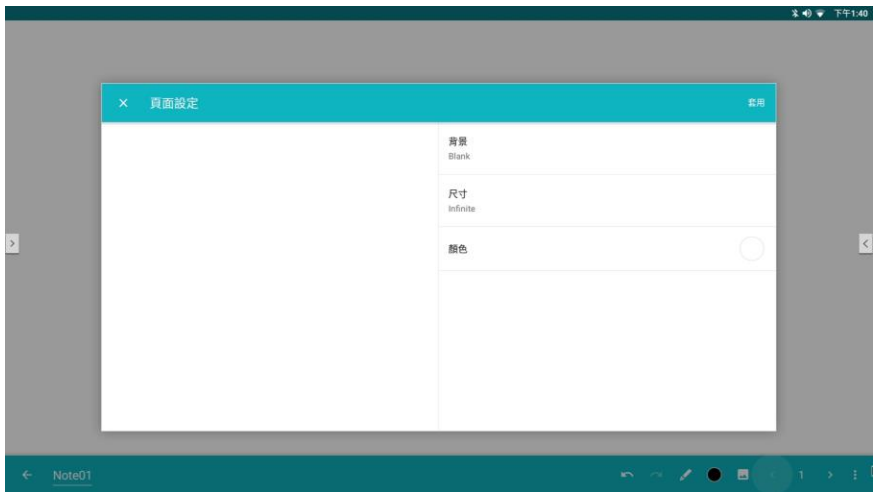 下午1:40
頁面設定
套用
背景
Blank
尺寸
Infinite
顏色
Note01
1